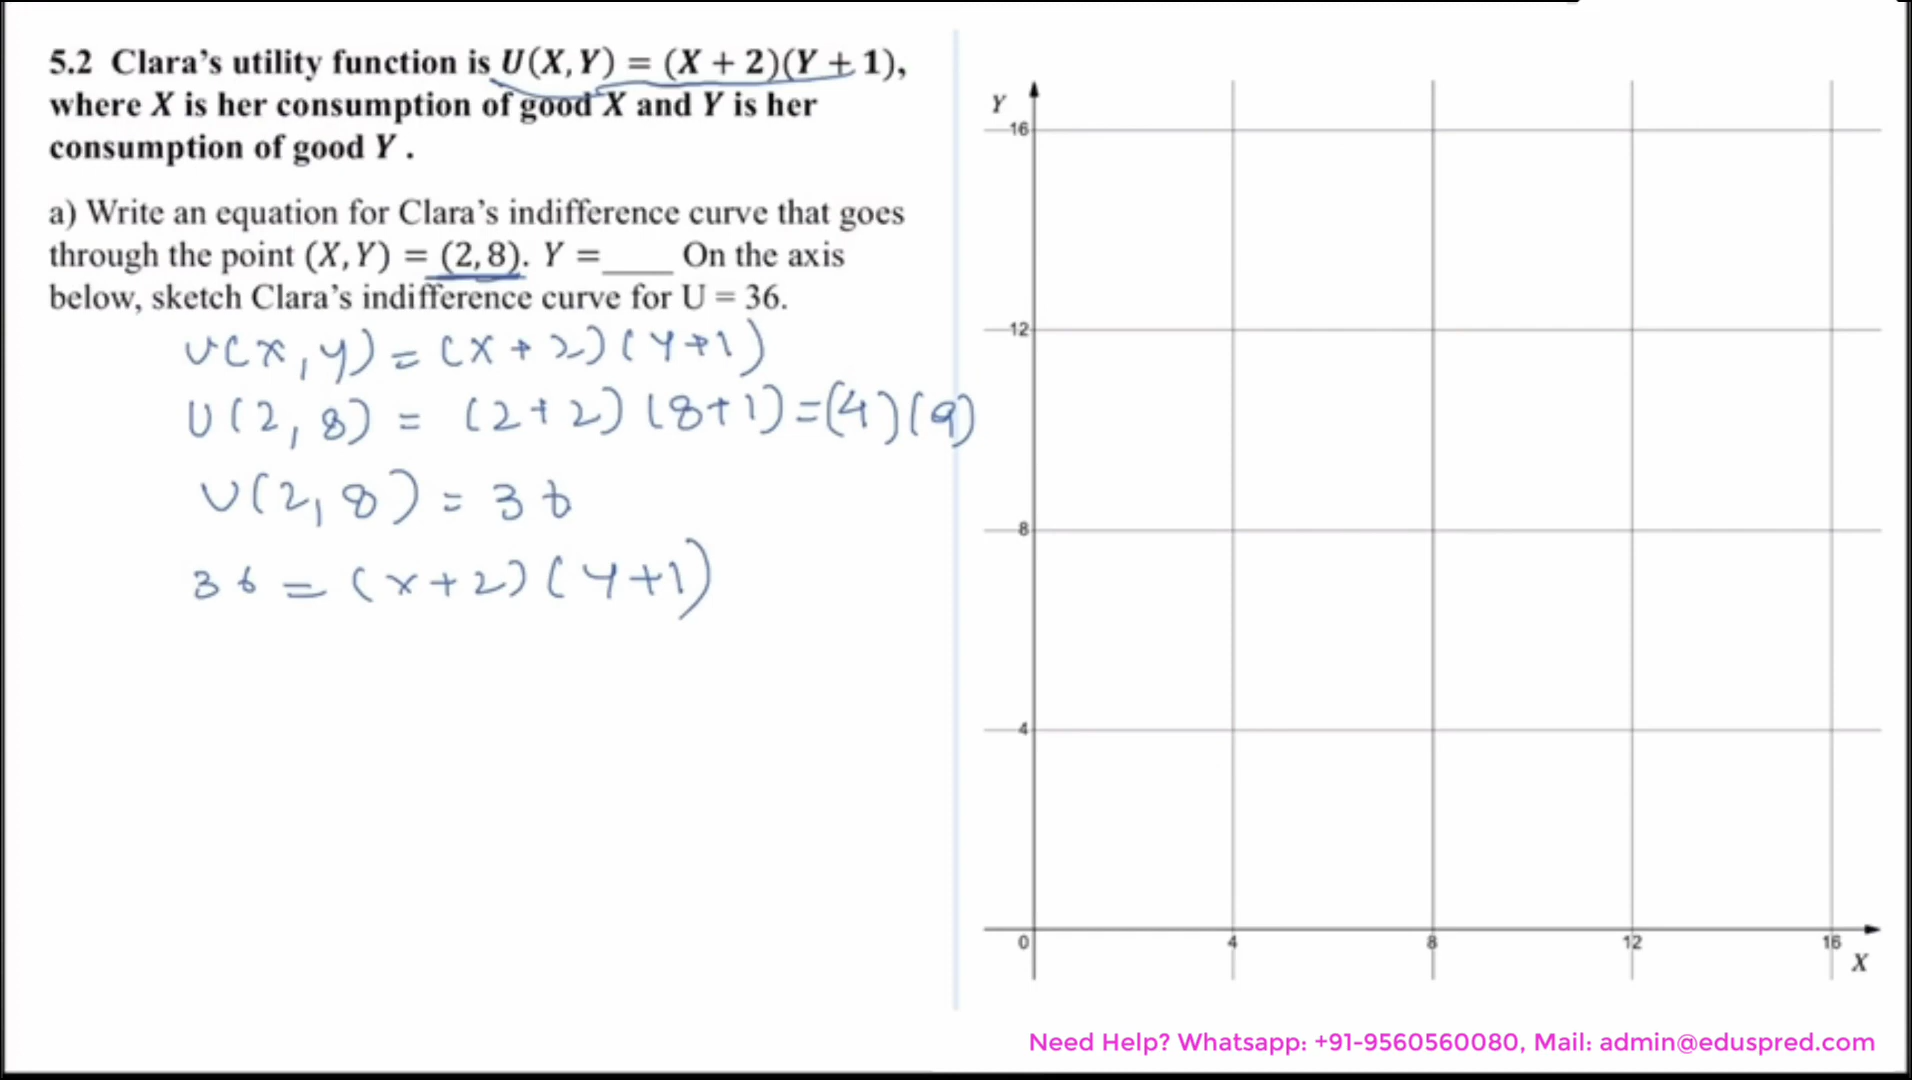 5.2 Clara's utility function is U(X,Y) = (X + 2)(Y + 1),
where X is her consumption of good X and Y is her
consumption of good Y .
a) Write an equation for Clara's indifference curve that goes
through the point (X,Y) = (2,8). Y =____ On the axis
below, sketch Clara's indifference curve for U = 36.
U(x,y) = (x + 2)(y+1)
U(2,8) = (2+2)(8+1)=(4)(9)
U(2,8) = 36
36 = (x+2)(y+1)
Y
16
12
8
4
0 4 8 12 16
X
Need Help? Whatsapp: +91-9560560080, Mail: admin@eduspred.com